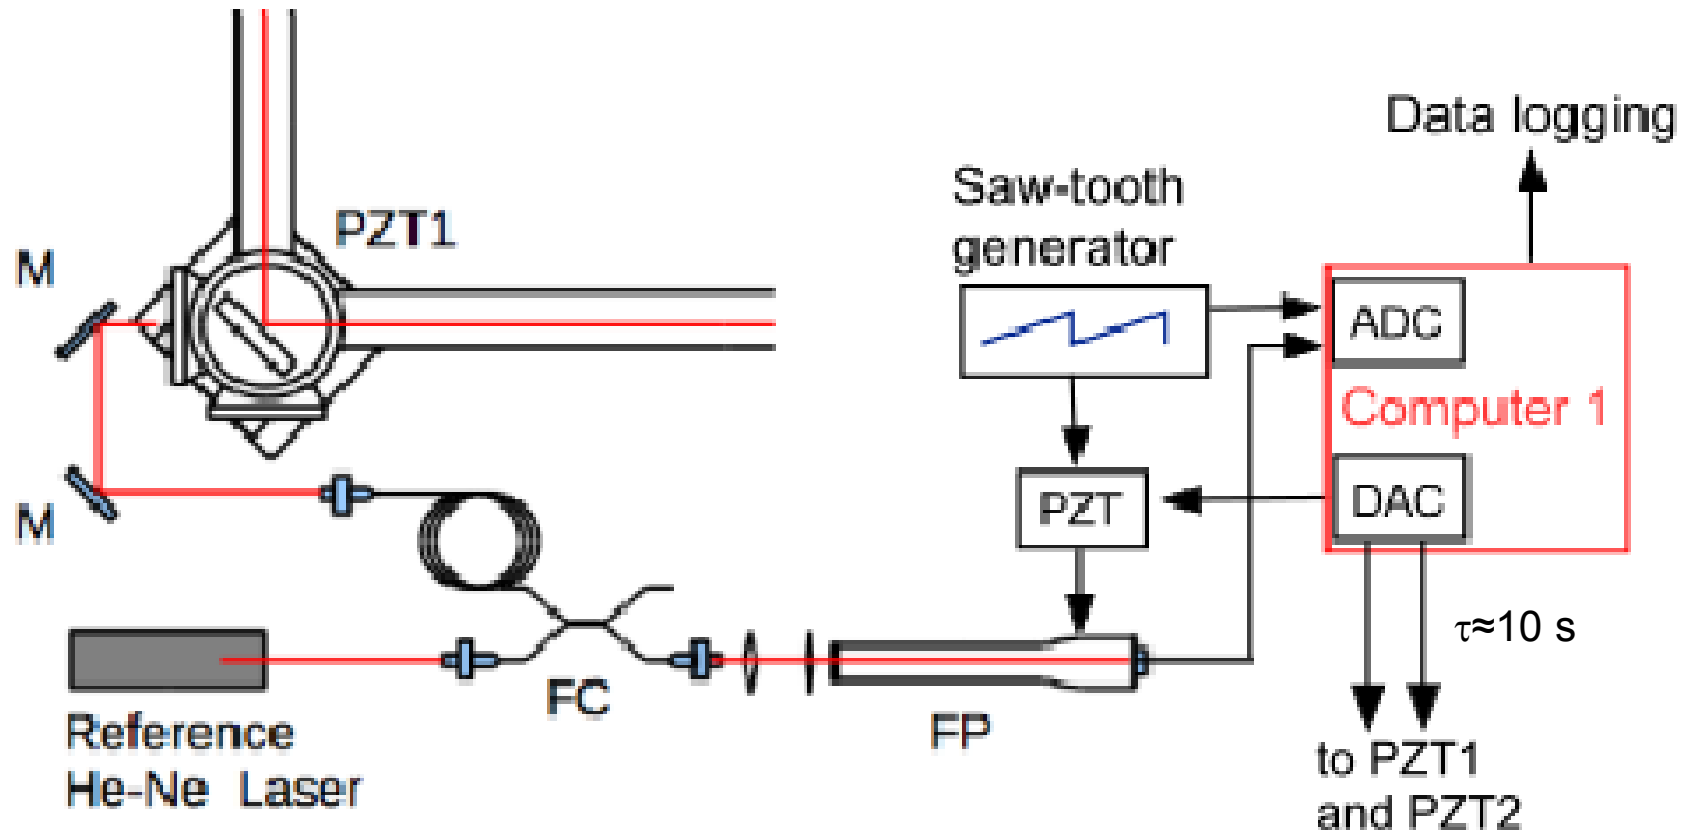 Data logging
Saw-tooth
generator
PZT1
M
ADC
Computer 1
PZT
DAC
M
τ≈10 s
FC
FP
Reference
He-Ne Laser
to PZT1
and PZT2